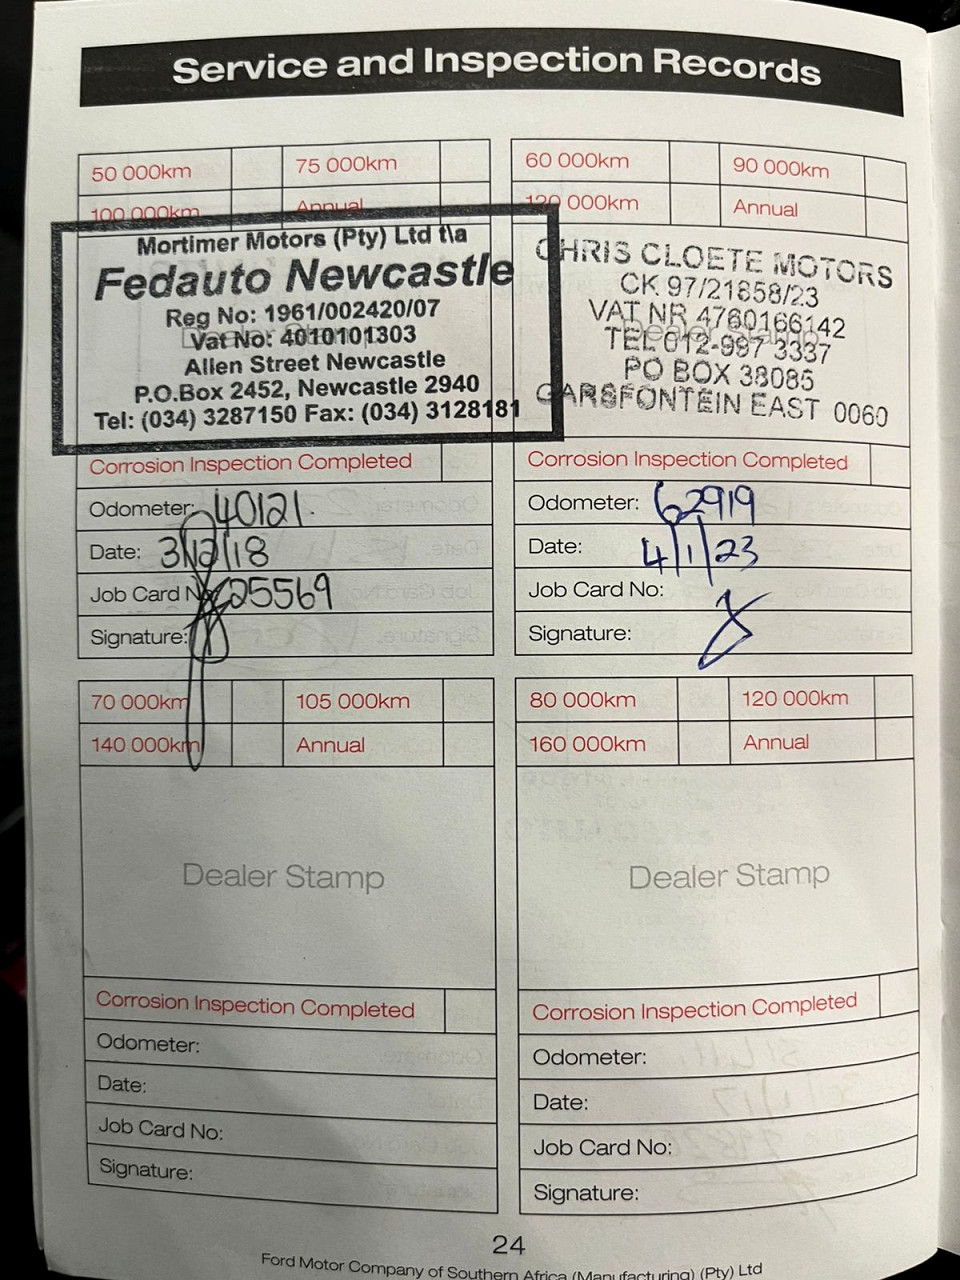 Service and Inspection Records
50 000km 75 000km
100 000km Annual
Mortimer Motors (Pty) Ltd t\a
Fedauto Newcastle
Reg No: 1961/002420/07
Vat No: 4010101303
Allen Street Newcastle
P.O.Box 2452, Newcastle 2940
Tel: (034) 3287150 Fax: (034) 3128181
Corrosion Inspection Completed
Odometer: 40121.
Date: 3/12/18
Job Card No: 25569
Signature:
60 000km 90 000km
120 000km Annual
CHRIS CLOETE MOTORS
CK 97/21858/23
VAT NR 4760166142
TEL 012-997 3337
PO BOX 38085
GARSFONTEIN EAST 0060
Corrosion Inspection Completed
Odometer: 62919
Date: 4/1/23
Job Card No:
Signature:
70 000km 105 000km
140 000km Annual
Dealer Stamp
Corrosion Inspection Completed
Odometer:
Date:
Job Card No:
Signature:
80 000km 120 000km
160 000km Annual
Dealer Stamp
Corrosion Inspection Completed
Odometer:
Date:
Job Card No:
Signature:
24
Ford Motor Company of Southern Africa (Manufacturing) (Pty) Ltd